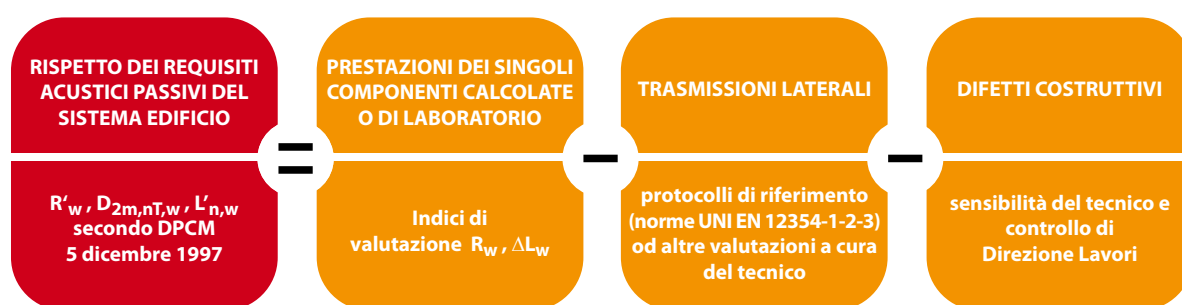 RISPETTO DEI REQUISITI
ACUSTICI PASSIVI DEL
SISTEMA EDIFICIO
=
PRESTAZIONI DEI SINGOLI
COMPONENTI CALCOLATE
O DI LABORATORIO
–
TRASMISSIONI LATERALI
–
DIFETTI COSTRUTTIVI
R‘w , D2m,nT,w , L’n,w
secondo DPCM
5 dicembre 1997
Indici di
valutazione Rw , ΔLw
protocolli di riferimento
(norme UNI EN 12354-1-2-3)
od altre valutazioni a cura
del tecnico
sensibilità del tecnico e
controllo di
Direzione Lavori